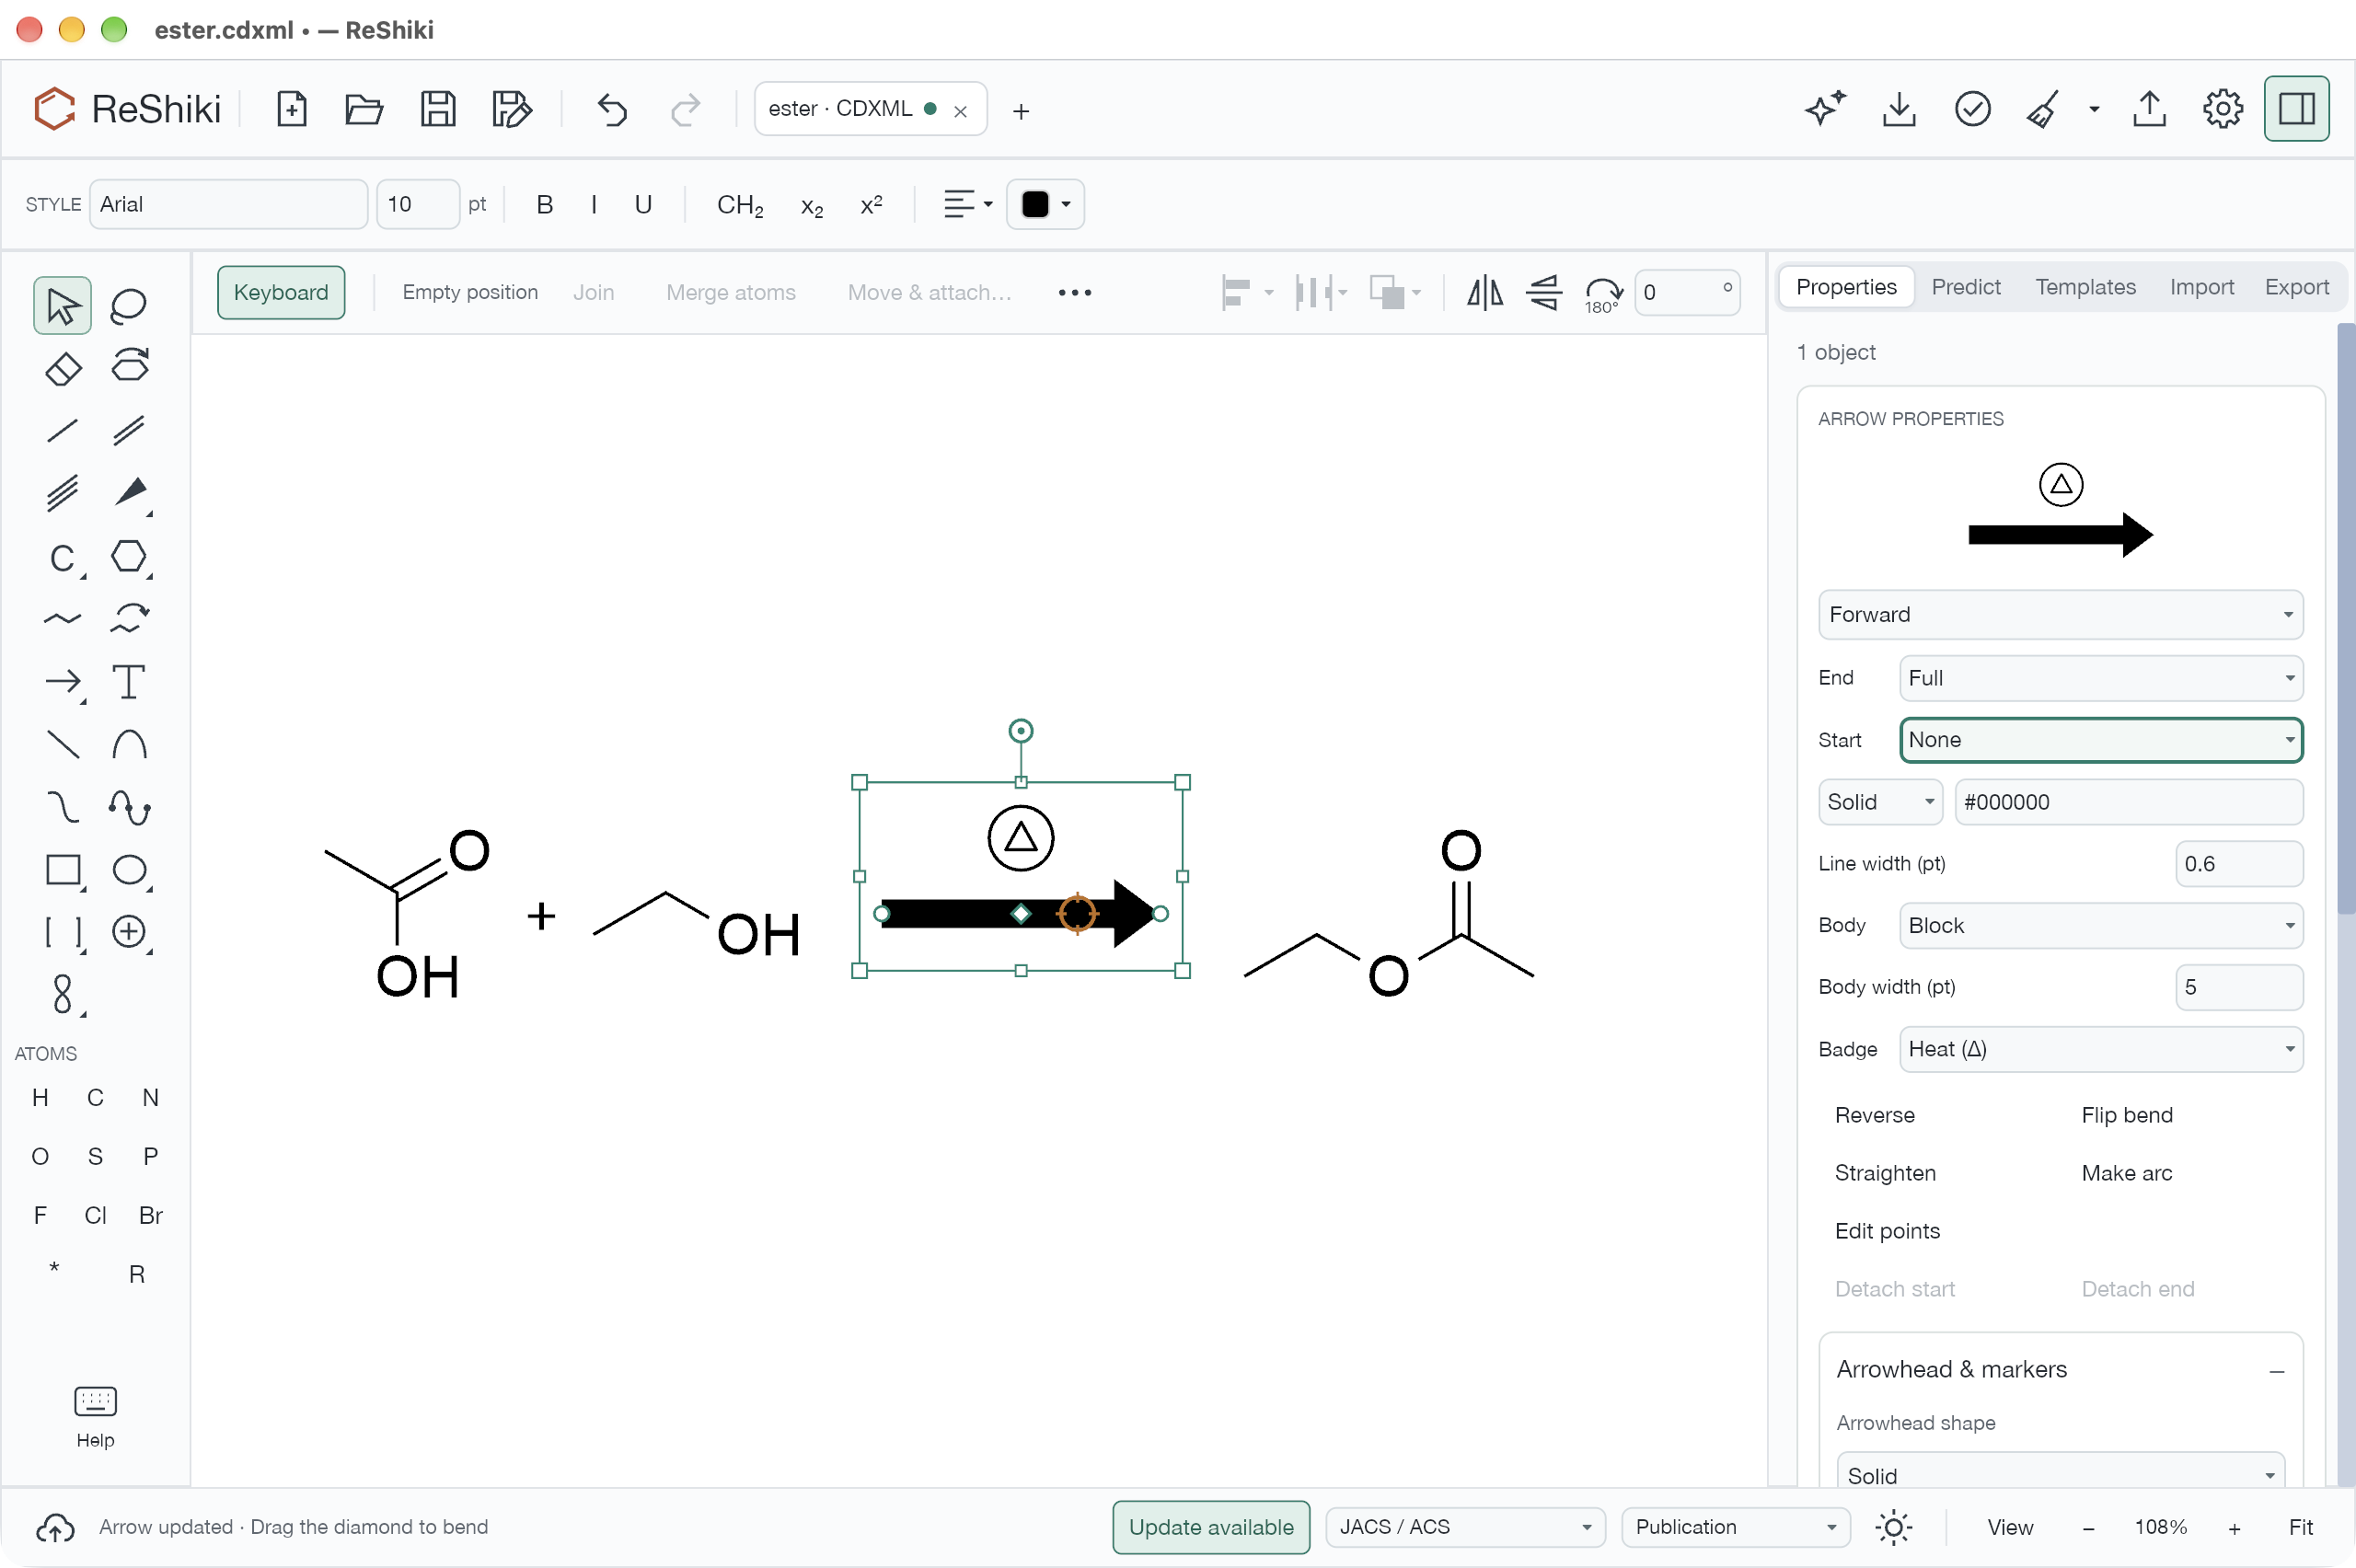 ester.cdxml • — ReShiki
ReShiki
ester · CDXML
STYLE Arial 10 pt B I U CH₂ x₂ x²
Keyboard Empty position Join Merge atoms Move & attach... ••• 180° 0 °
Properties Predict Templates Import Export
1 object
ARROW PROPERTIES
Forward
End Full
Start None
Solid #000000
Line width (pt) 0.6
Body Block
Body width (pt) 5
Badge Heat (Δ)
Reverse Flip bend
Straighten Make arc
Edit points
Detach start Detach end
Arrowhead & markers –
Arrowhead shape
Solid
C
T
[ ]
ATOMS
H C N
O S P
F Cl Br
* R
Help
O
OH
+
OH
△
O
O
Arrow updated · Drag the diamond to bend Update available JACS / ACS Publication View – 108% + Fit